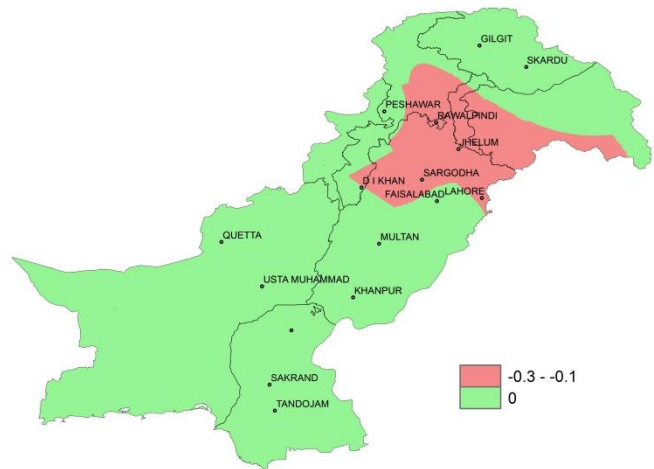 GILGIT
SKARDU
PESHAWAR
RAWALPINDI
JHELUM
SARGODHA
D I KHAN
FAISALABAD
LAHORE
MULTAN
QUETTA
USTA MUHAMMAD
KHANPUR
-0.3 - -0.1
0
SAKRAND
TANDOJAM